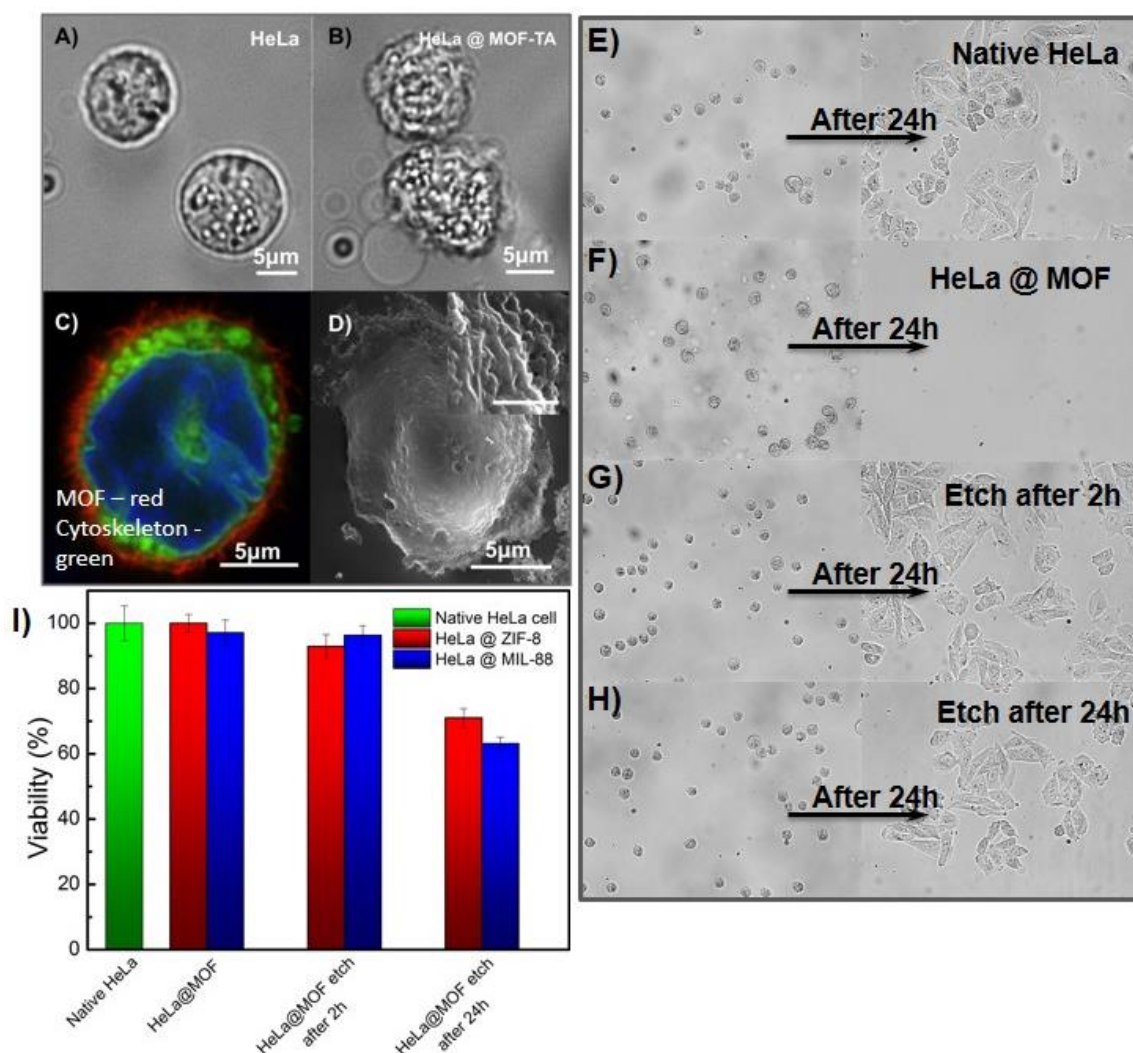 A)
HeLa
B)
HeLa @ MOF-TA
5µm
5µm
C)
MOF – red
Cytoskeleton -
green
5µm
D)
5µm
E)
Native HeLa
After 24h
F)
HeLa @ MOF
After 24h
G)
Etch after 2h
After 24h
H)
Etch after 24h
After 24h
I)
Viability (%)
100
80
60
40
20
0
Native HeLa cell
HeLa @ ZIF-8
HeLa @ MIL-88
Native HeLa
HeLa@MOF
HeLa@MOF etch
after 2h
HeLa@MOF etch
after 24h